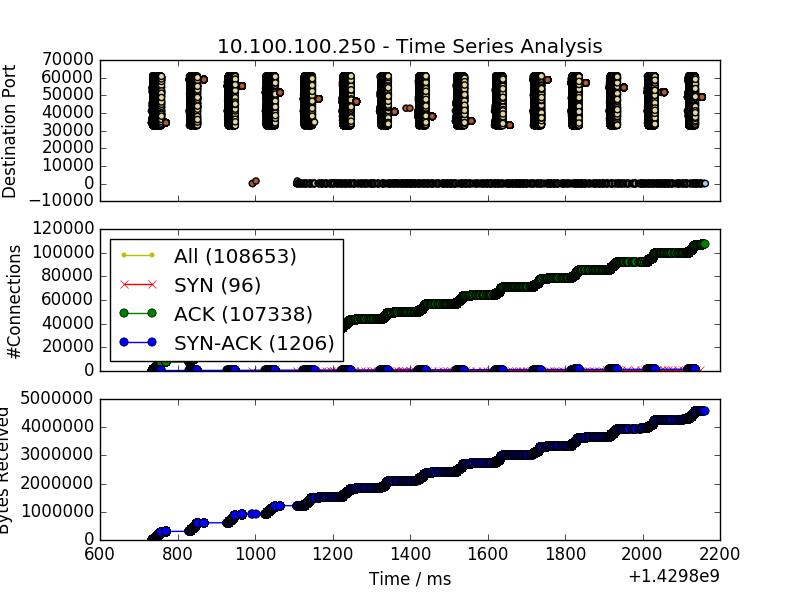 10.100.100.250 - Time Series Analysis
Destination Port
70000
60000
50000
40000
30000
20000
10000
0
−10000
#Connections
120000
100000
80000
60000
40000
20000
0
All (108653)
SYN (96)
ACK (107338)
SYN-ACK (1206)
Bytes Received
5000000
4000000
3000000
2000000
1000000
0
600 800 1000 1200 1400 1600 1800 2000 2200
Time / ms
+1.4298e9